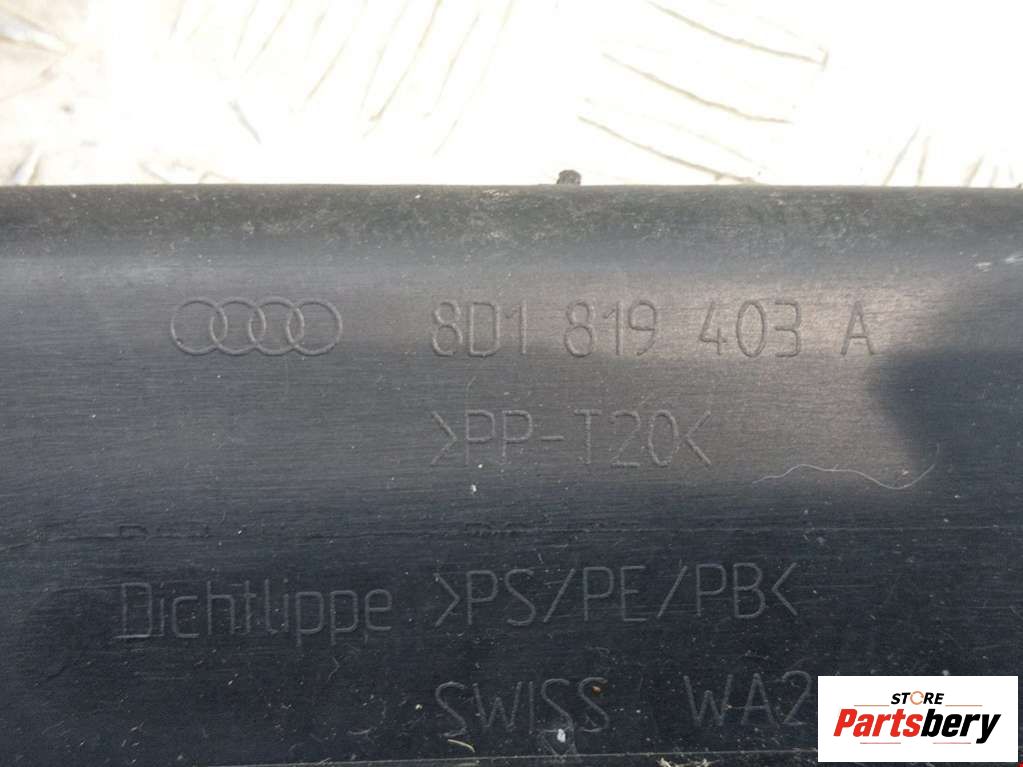 8D1 819 403 A
>PP-T20<
Dichtlippe >PS/PE/PB<
SWISS WA2
STORE
Partsbery